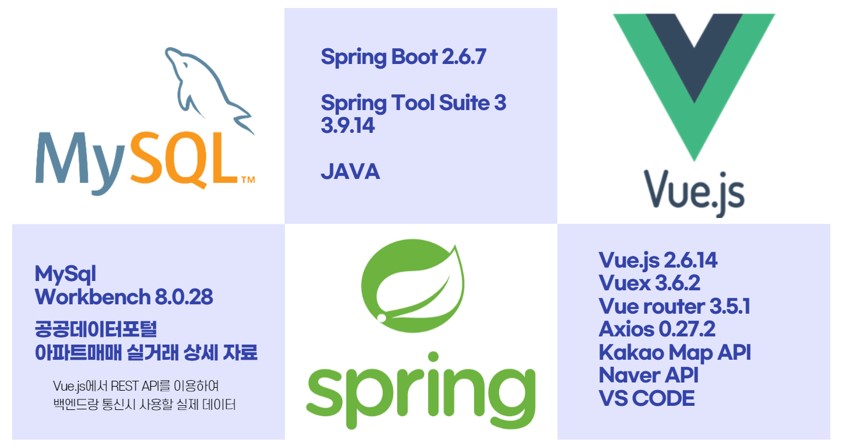 MySQL™
Spring Boot 2.6.7
Spring Tool Suite 3
3.9.14
JAVA
Vue.js
MySql
Workbench 8.0.28
공공데이터포털
아파트매매 실거래 상세 자료
Vue.js에서 REST API를 이용하여
백엔드랑 통신시 사용할 실제 데이터
spring
Vue.js 2.6.14
Vuex 3.6.2
Vue router 3.5.1
Axios 0.27.2
Kakao Map API
Naver API
VS CODE